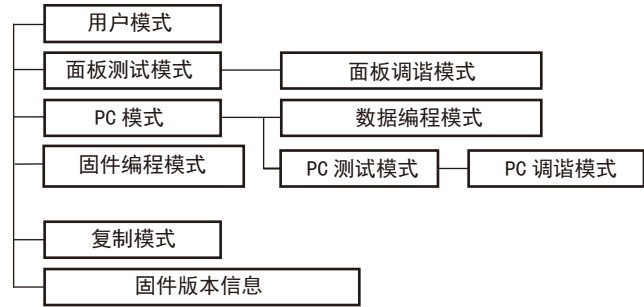 用户模式
面板测试模式 面板调谐模式
PC 模式 数据编程模式
固件编程模式 PC 测试模式 PC 调谐模式
复制模式
固件版本信息